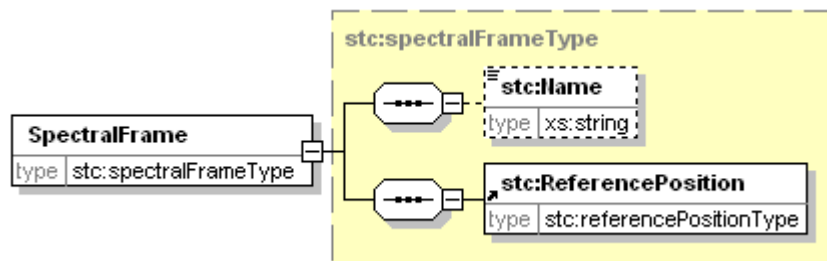 stc:spectralFrameType
stc:Name
type xs:string
SpectralFrame
type stc:spectralFrameType
stc:ReferencePosition
type stc:referencePositionType